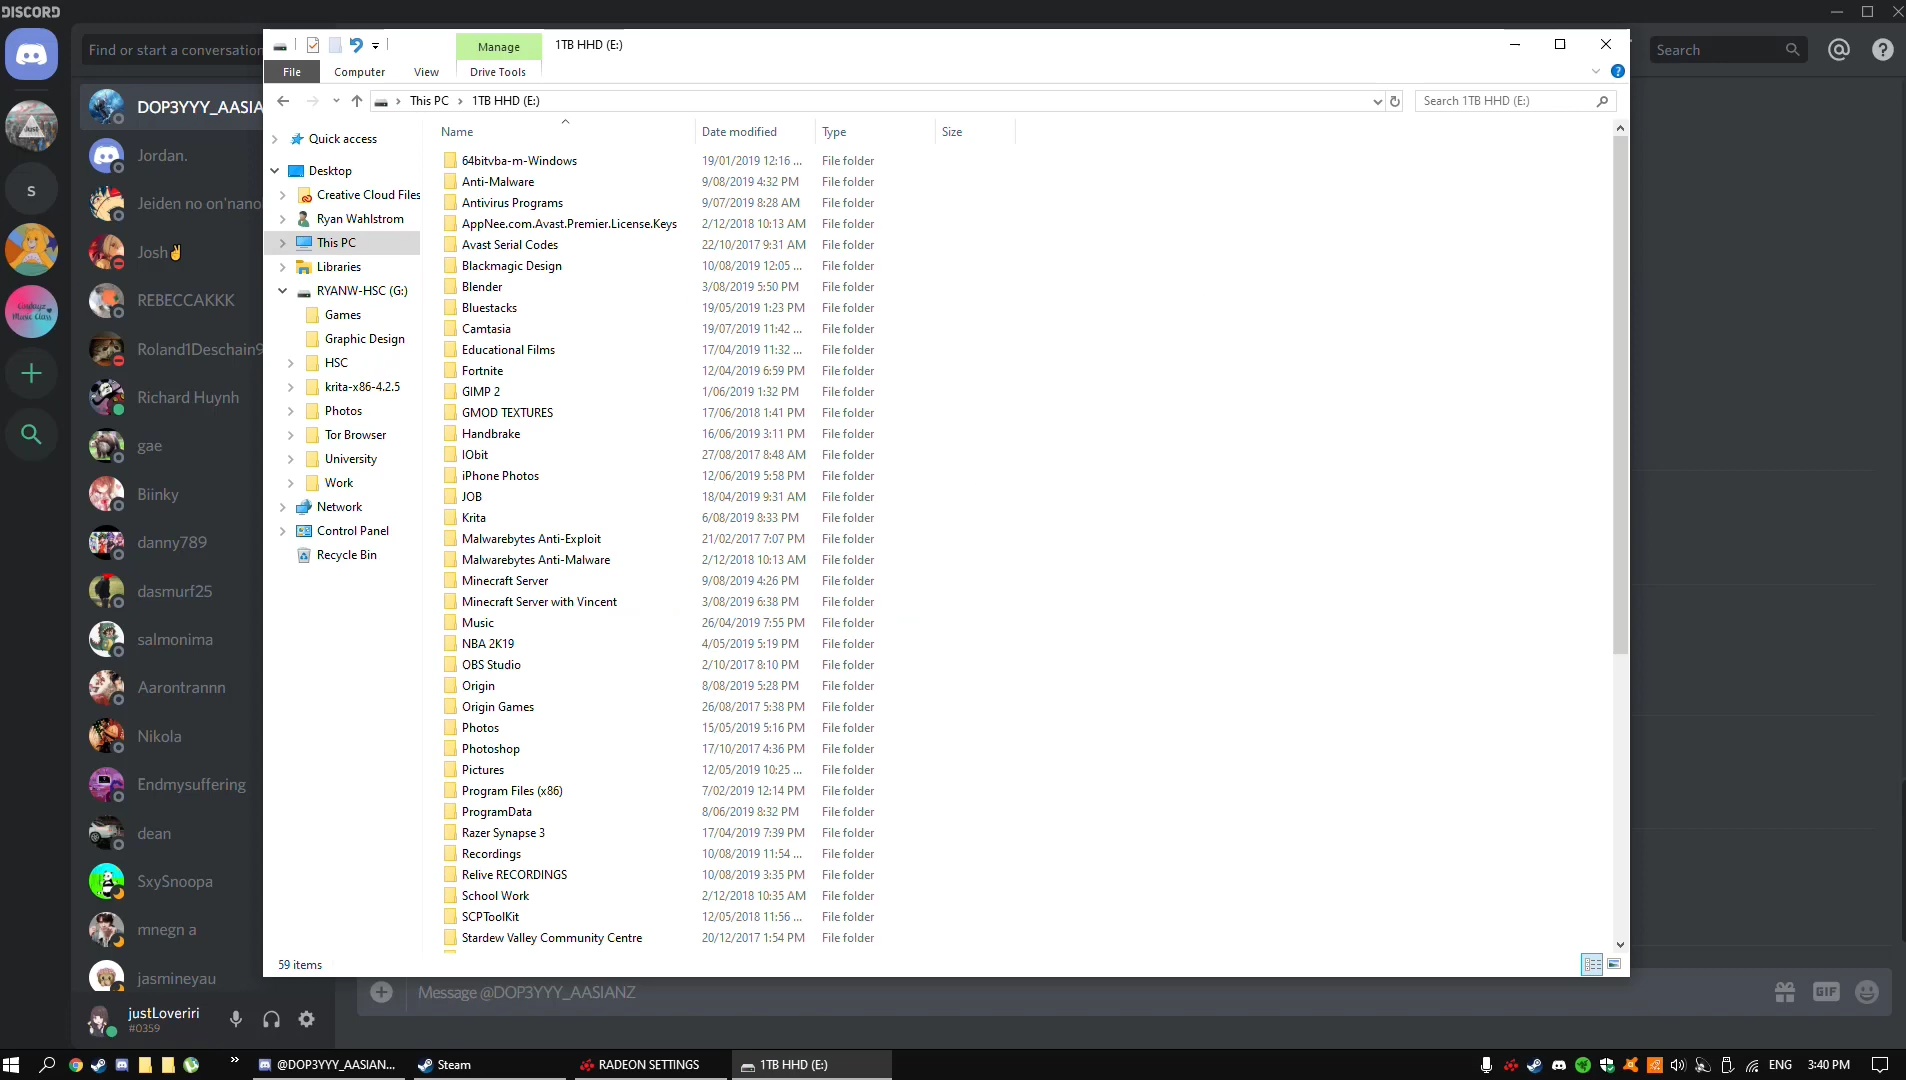 DISCORD
Find or start a conversation
Manage
1TB HHD (E:)
File
Computer
View
Drive Tools
Search
This PC
1TB HHD (E:)
Search 1TB HHD (E:)
Name
Date modified
Type
Size
Quick access
Desktop
Creative Cloud Files
Ryan Wahlstrom
This PC
Libraries
RYANW-HSC (G:)
Games
Graphic Design
HSC
krita-x86-4.2.5
Photos
Tor Browser
University
Work
Network
Control Panel
Recycle Bin
64bitvba-m-Windows 19/01/2019 12:16 ... File folder
Anti-Malware 9/08/2019 4:32 PM File folder
Antivirus Programs 9/07/2019 8:28 AM File folder
AppNee.com.Avast.Premier.License.Keys 2/12/2018 10:13 AM File folder
Avast Serial Codes 22/10/2017 9:31 AM File folder
Blackmagic Design 10/08/2019 12:05 ... File folder
Blender 3/08/2019 5:50 PM File folder
Bluestacks 19/05/2019 1:23 PM File folder
Camtasia 19/07/2019 11:42 ... File folder
Educational Films 17/04/2019 11:32 ... File folder
Fortnite 12/04/2019 6:59 PM File folder
GIMP 2 1/06/2019 1:32 PM File folder
GMOD TEXTURES 17/06/2018 1:41 PM File folder
Handbrake 16/06/2019 3:11 PM File folder
IObit 27/08/2017 8:48 AM File folder
iPhone Photos 12/06/2019 5:58 PM File folder
JOB 18/04/2019 9:31 AM File folder
Krita 6/08/2019 8:33 PM File folder
Malwarebytes Anti-Exploit 21/02/2017 7:07 PM File folder
Malwarebytes Anti-Malware 2/12/2018 10:13 AM File folder
Minecraft Server 9/08/2019 4:26 PM File folder
Minecraft Server with Vincent 3/08/2019 6:38 PM File folder
Music 26/04/2019 7:55 PM File folder
NBA 2K19 4/05/2019 5:19 PM File folder
OBS Studio 2/10/2017 8:10 PM File folder
Origin 8/08/2019 5:28 PM File folder
Origin Games 26/08/2017 5:38 PM File folder
Photos 15/05/2019 5:16 PM File folder
Photoshop 17/10/2017 4:36 PM File folder
Pictures 12/05/2019 10:25 ... File folder
Program Files (x86) 7/02/2019 12:14 PM File folder
ProgramData 8/06/2019 8:32 PM File folder
Razer Synapse 3 17/04/2019 7:39 PM File folder
Recordings 10/08/2019 11:54 ... File folder
Relive RECORDINGS 10/08/2019 3:35 PM File folder
School Work 2/12/2018 10:35 AM File folder
SCPToolKit 12/05/2018 11:56 ... File folder
Stardew Valley Community Centre 20/12/2017 1:54 PM File folder
59 items
DOP3YYY_AASIA
Jordan.
Jeiden no on'nano
Josh✌
REBECCAKKK
Roland1Deschain9
Richard Huynh
gae
Biinky
danny789
dasmurf25
salmonima
Aarontrannn
Nikola
Endmysuffering
dean
SxySnoopa
mnegn a
jasmineyau
s
justLoveriri
#0359
Message @DOP3YYY_AASIANZ
GIF
@DOP3YYY_AASIAN...
Steam
RADEON SETTINGS
1TB HHD (E:)
ENG
3:40 PM